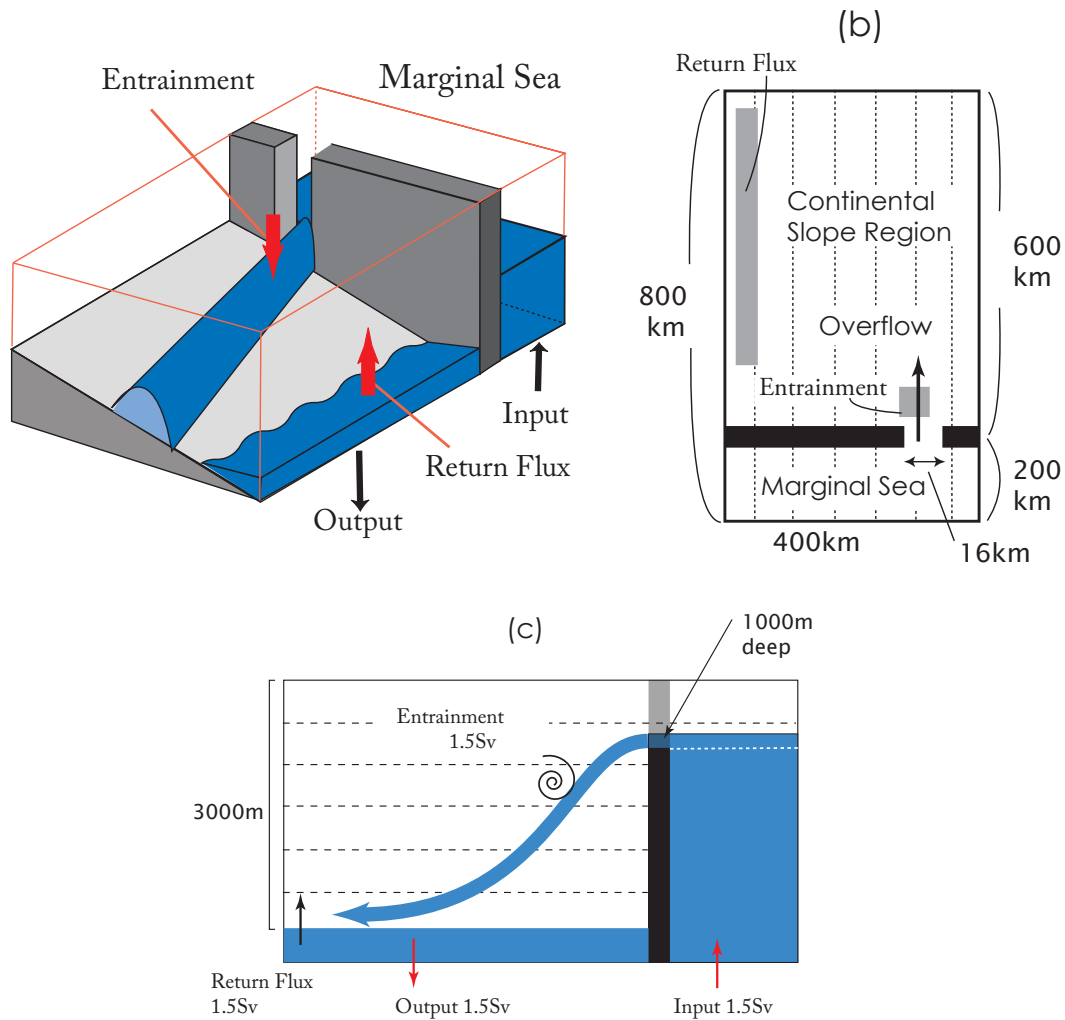 Entrainment
Marginal Sea
Input
Return Flux
Output
(b)
Return Flux
Continental
Slope Region
800
km
600
km
Overflow
Entrainment
Marginal Sea
200
km
400km
16km
(c)
1000m
deep
Entrainment
1.5Sv
3000m
Return Flux
1.5Sv
Output 1.5Sv
Input 1.5Sv